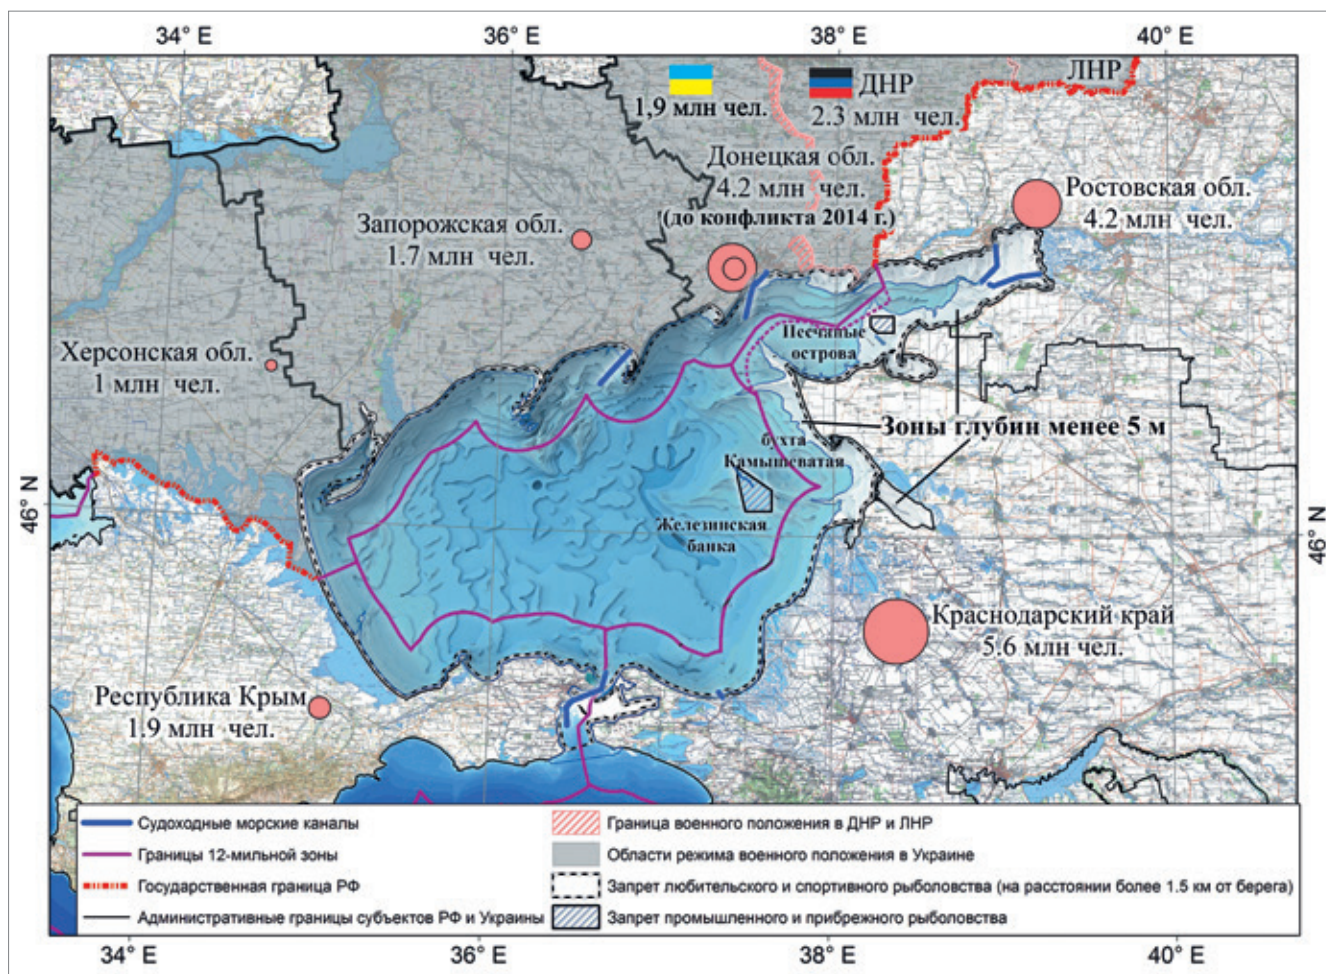 34° E
36° E
38° E
40° E
ЛНР
ДНР
1,9 млн чел.
2.3 млн чел.
Донецкая обл.
4.2 млн чел.
(до конфликта 2014 г.)
Ростовская обл.
4.2 млн чел.
Запорожская обл.
1.7 млн чел.
Херсонская обл.
1 млн чел.
Песчаные
острова
Зоны глубин менее 5 м
бухта
Камышеватая
46° N
46° N
Железинская
банка
Краснодарский край
5.6 млн чел.
Республика Крым
1.9 млн чел.
Судоходные морские каналы
Границы 12-мильной зоны
Государственная граница РФ
Административные границы субъектов РФ и Украины
Граница военного положения в ДНР и ЛНР
Области режима военного положения в Украине
Запрет любительского и спортивного рыболовства (на расстоянии более 1.5 км от берега)
Запрет промышленного и прибрежного рыболовства
34° E
36° E
38° E
40° E